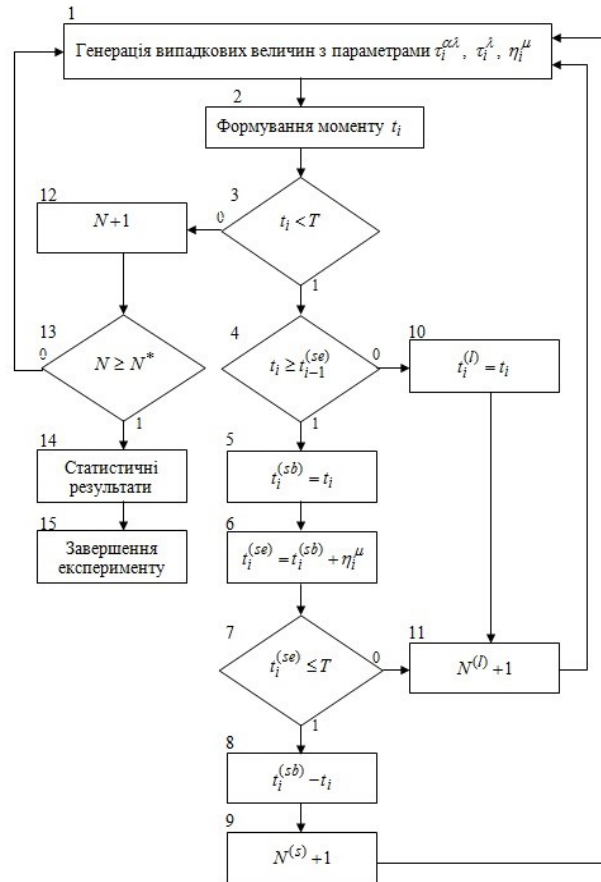 1
Генерація випадкових величин з параметрами τ_i^{αλ}, τ_i^λ, η_i^μ
2
Формування моменту t_i
3
t_i < T
0
1
12
N+1
13
N ≥ N*
0
1
14
Статистичні
результати
15
Завершення
експерименту
4
t_i ≥ t_{i-1}^{(se)}
0
1
10
t_i^{(l)} = t_i
5
t_i^{(sb)} = t_i
6
t_i^{(se)} = t_i^{(sb)} + η_i^μ
7
t_i^{(se)} ≤ T
0
1
11
N^{(l)}+1
8
t_i^{(sb)} − t_i
9
N^{(s)}+1